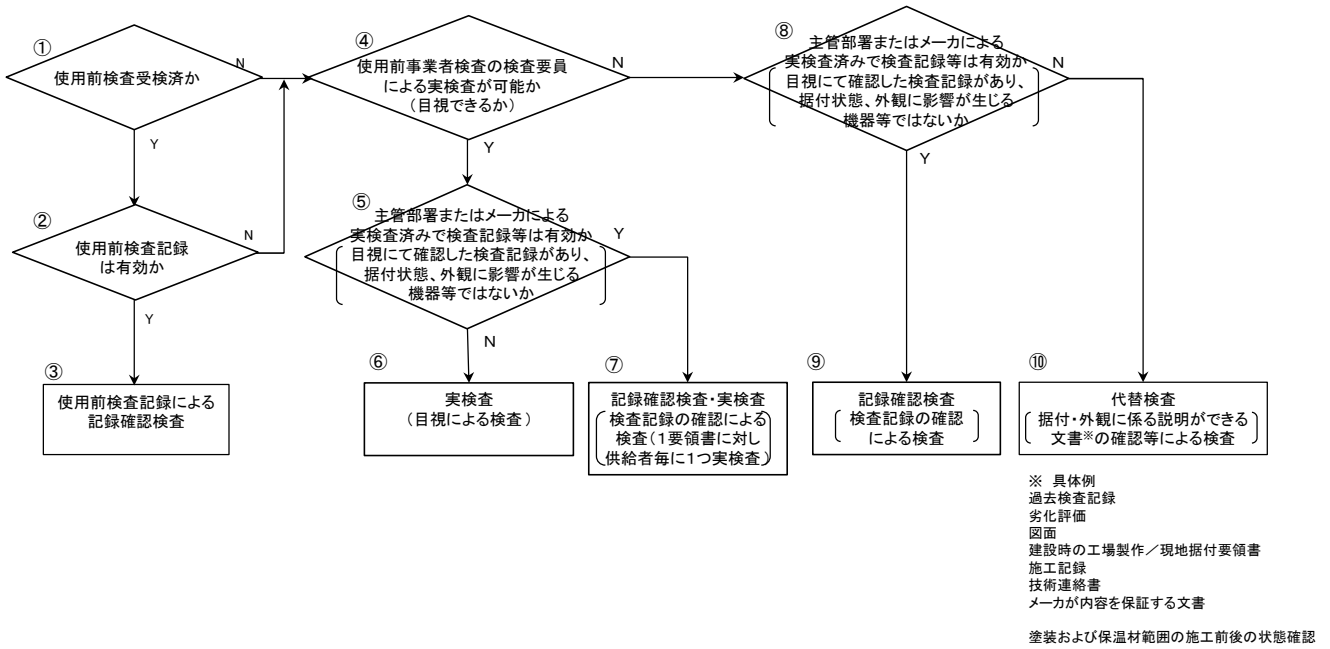 ①
使用前検査受検済か
N
Y
②
使用前検査記録
は有効か
N
Y
③
使用前検査記録による
記録確認検査
④
使用前事業者検査の検査要員
による実検査が可能か
(目視できるか)
N
Y
⑤
主管部署またはメーカによる
実検査済みで検査記録等は有効か
目視にて確認した検査記録があり、
据付状態、外観に影響が生じる
機器等ではないか
Y
N
⑥
実検査
(目視による検査)
⑦
記録確認検査・実検査
検査記録の確認による
検査(1要領書に対し
供給者毎に1つ実検査)
⑧
主管部署またはメーカによる
実検査済みで検査記録等は有効か
目視にて確認した検査記録があり、
据付状態、外観に影響が生じる
機器等ではないか
N
Y
⑨
記録確認検査
検査記録の確認
による検査
⑩
代替検査
据付・外観に係る説明ができる
文書※の確認等による検査
※ 具体例
過去検査記録
劣化評価
図面
建設時の工場製作/現地据付要領書
施工記録
技術連絡書
メーカが内容を保証する文書
塗装および保温材範囲の施工前後の状態確認